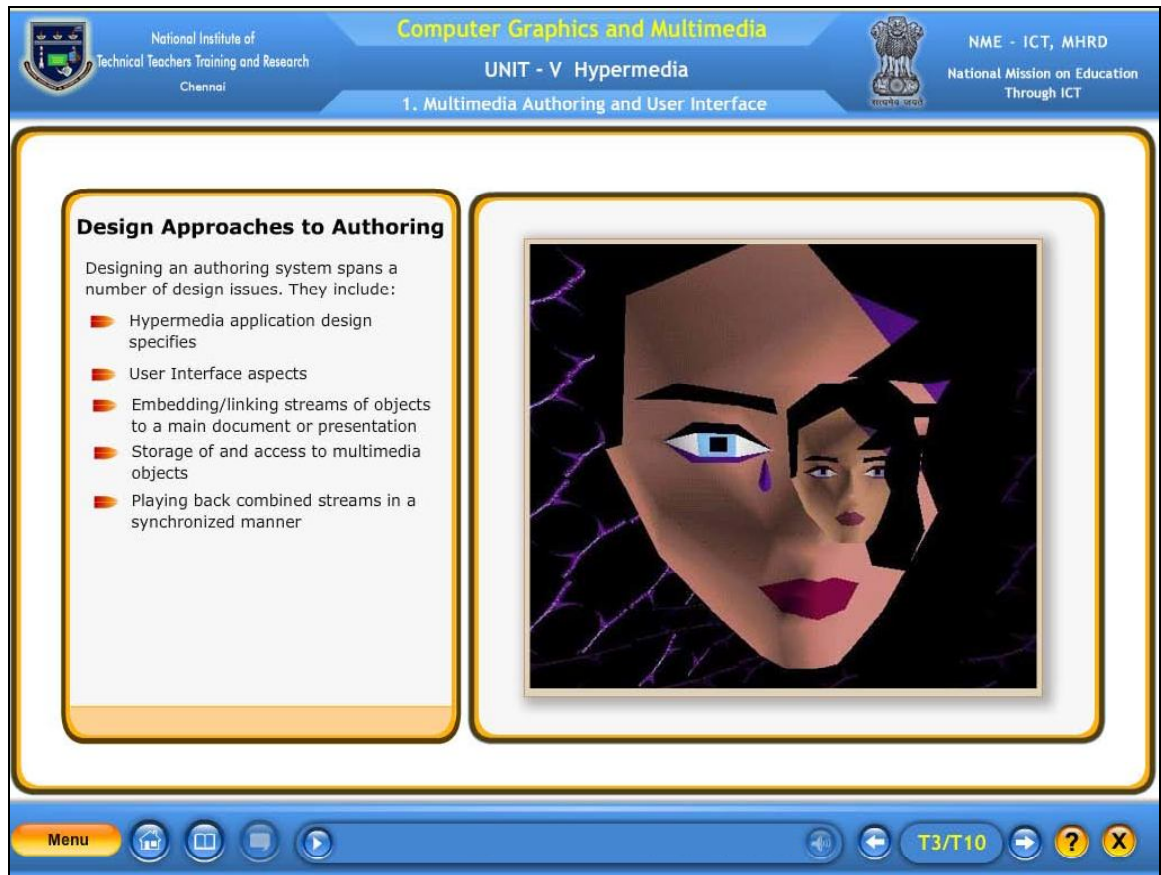 National Institute of
Technical Teachers Training and Research
Chennai
Computer Graphics and Multimedia
UNIT - V Hypermedia
1. Multimedia Authoring and User Interface
सत्यमेव जयते
NME - ICT, MHRD
National Mission on Education
Through ICT
Design Approaches to Authoring
Designing an authoring system spans a
number of design issues. They include:
Hypermedia application design
specifies
User Interface aspects
Embedding/linking streams of objects
to a main document or presentation
Storage of and access to multimedia
objects
Playing back combined streams in a
synchronized manner
Menu
T3/T10
?
X